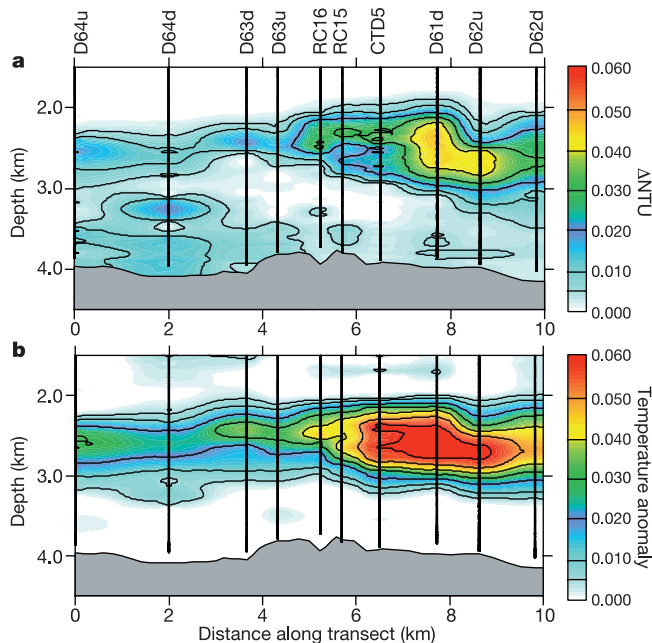 D64u D64d D63d D63u RC16 RC15 CTD5 D61d D62u D62d
a
2.0
3.0
4.0
Depth (km)
0 2 4 6 8 10
0.060
0.050
0.040
0.030
0.020
0.010
0.000
ΔNTU
b
2.0
3.0
4.0
Depth (km)
0 2 4 6 8 10
Distance along transect (km)
0.060
0.050
0.040
0.030
0.020
0.010
0.000
Temperature anomaly